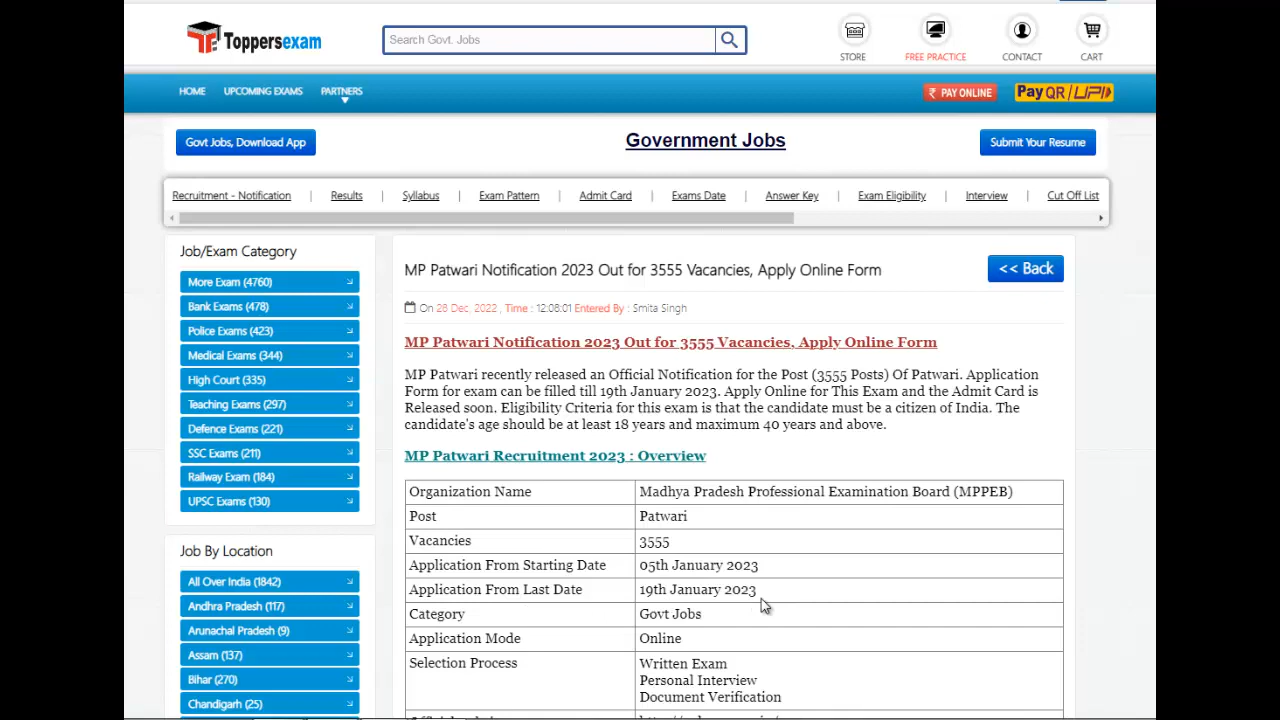 Toppersexam
Search Govt. Jobs
STORE
FREE PRACTICE
CONTACT
CART
HOME UPCOMING EXAMS PARTNERS
₹ PAY ONLINE
Pay QR/UPI
Govt Jobs, Download App
Government Jobs
Submit Your Resume
Recruitment - Notification | Results | Syllabus | Exam Pattern | Admit Card | Exams Date | Answer Key | Exam Eligibility | Interview | Cut Off List
Job/Exam Category
More Exam (4760)
Bank Exams (478)
Police Exams (423)
Medical Exams (344)
High Court (335)
Teaching Exams (297)
Defence Exams (221)
SSC Exams (211)
Railway Exam (184)
UPSC Exams (130)
Job By Location
All Over India (1842)
Andhra Pradesh (117)
Arunachal Pradesh (9)
Assam (137)
Bihar (270)
Chandigarh (25)
MP Patwari Notification 2023 Out for 3555 Vacancies, Apply Online Form
<< Back
On 28 Dec, 2022 , Time : 12:08:01 Entered By : Smita Singh
MP Patwari Notification 2023 Out for 3555 Vacancies, Apply Online Form
MP Patwari recently released an Official Notification for the Post (3555 Posts) Of Patwari. Application
Form for exam can be filled till 19th January 2023. Apply Online for This Exam and the Admit Card is
Released soon. Eligibility Criteria for this exam is that the candidate must be a citizen of India. The
candidate's age should be at least 18 years and maximum 40 years and above.
MP Patwari Recruitment 2023 : Overview
Organization Name Madhya Pradesh Professional Examination Board (MPPEB)
Post Patwari
Vacancies 3555
Application From Starting Date 05th January 2023
Application From Last Date 19th January 2023
Category Govt Jobs
Application Mode Online
Selection Process Written Exam
Personal Interview
Document Verification